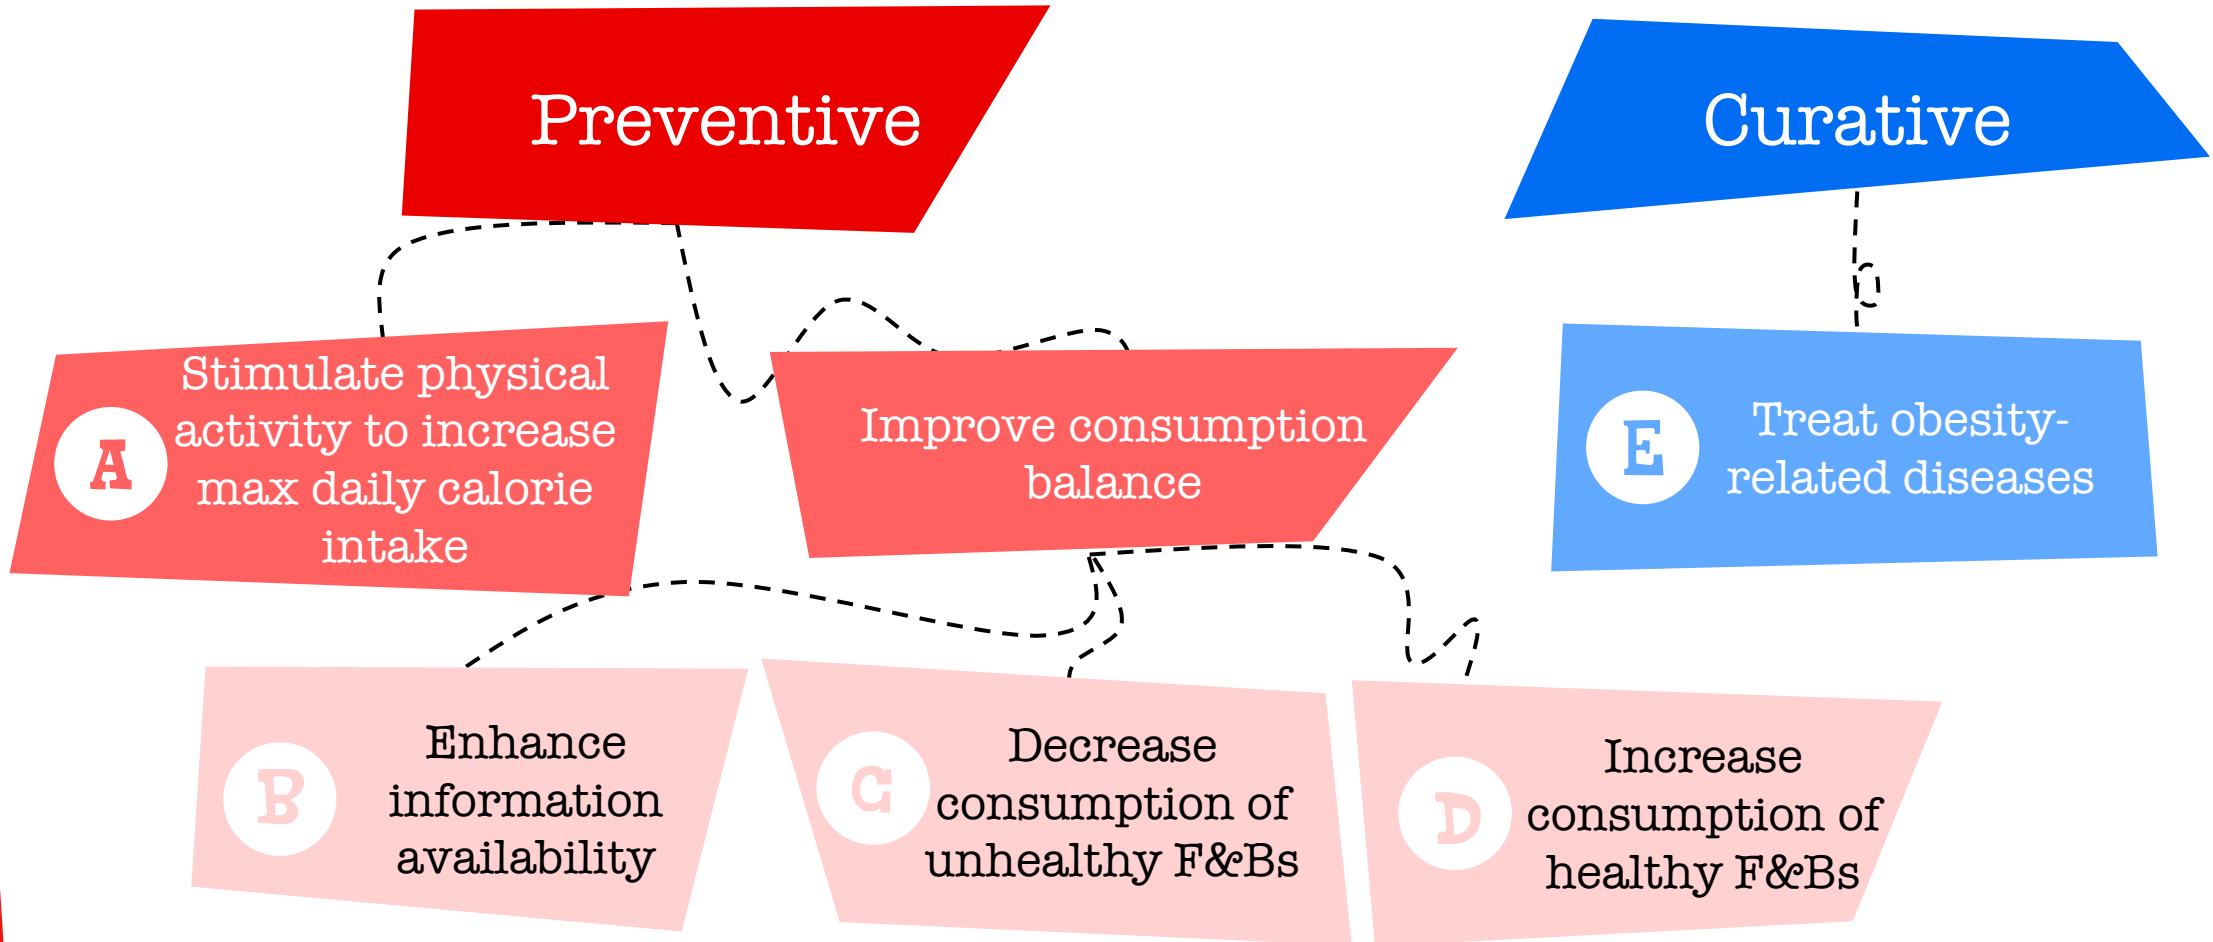 Preventive
Curative
A
Stimulate physical
activity to increase
max daily calorie
intake
Improve consumption
balance
E
Treat obesity-
related diseases
B
Enhance
information
availability
C
Decrease
consumption of
unhealthy F&Bs
D
Increase
consumption of
healthy F&Bs